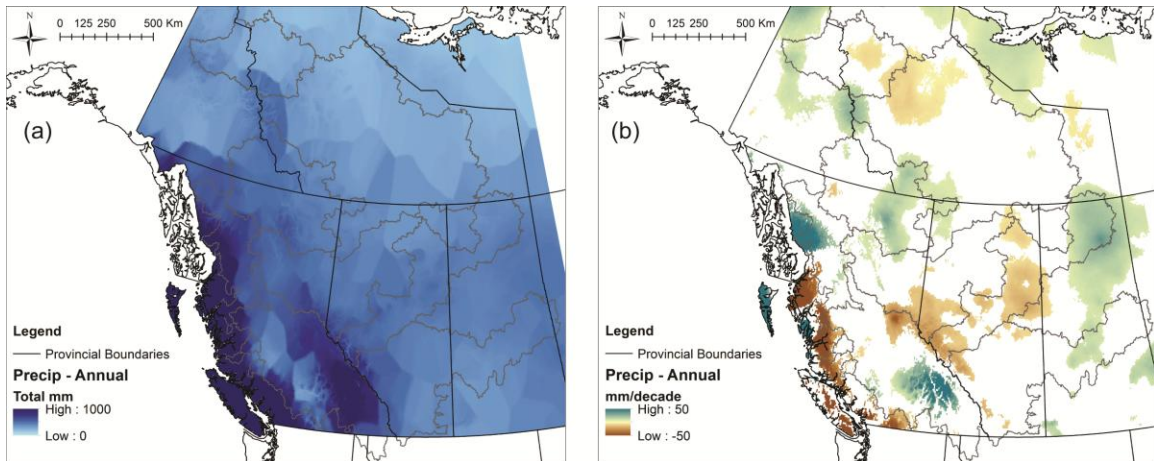 N
0 125 250 500 Km
(a)
Legend
Provincial Boundaries
Precip - Annual
Total mm
High : 1000
Low : 0
N
0 125 250 500 Km
(b)
Legend
Provincial Boundaries
Precip - Annual
mm/decade
High : 50
Low : -50